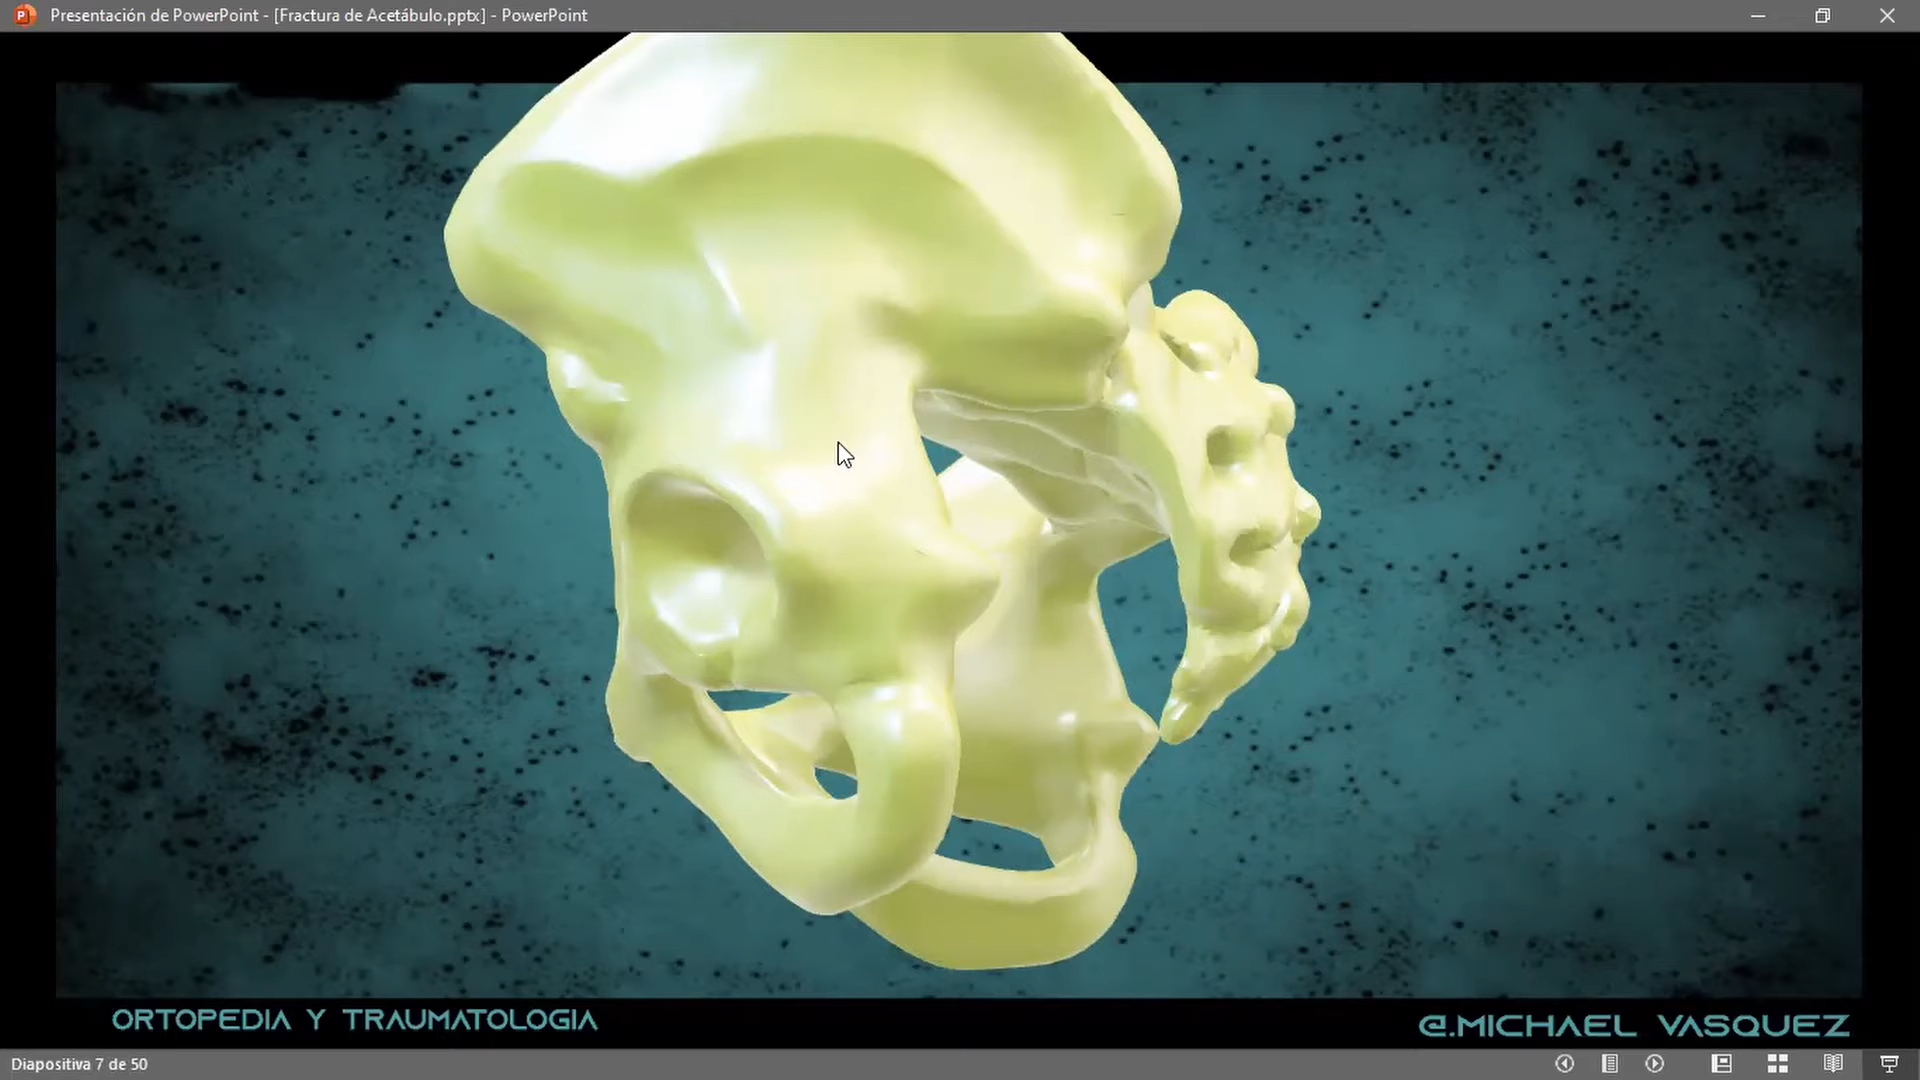 Presentación de PowerPoint - [Fractura de Acetábulo.pptx] - PowerPoint
ORTOPEDIA Y TRAUMATOLOGIA
@.MICHAEL VASQUEZ
Diapositiva 7 de 50